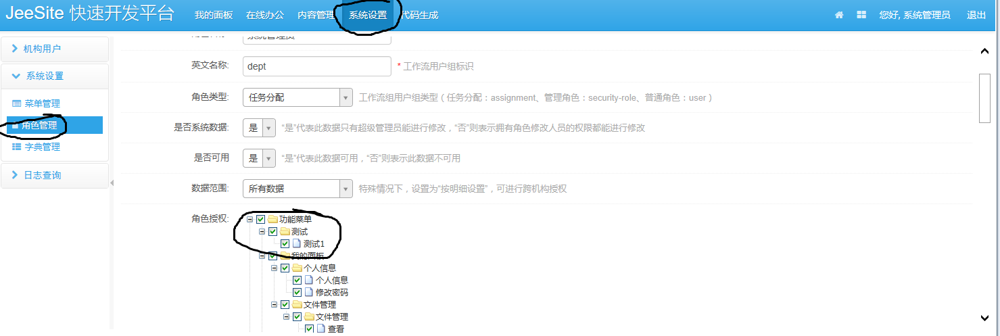 JeeSite 快速开发平台 我的面板 在线办公 内容管理 系统设置 代码生成 您好, 系统管理员 退出
机构用户
系统设置
菜单管理
角色管理
字典管理
日志查询
系统管理员
英文名称: dept * 工作流用户组标识
角色类型: 任务分配 工作流组用户组类型（任务分配：assignment、管理角色：security-role、普通角色：user）
是否系统数据: 是 “是”代表此数据只有超级管理员能进行修改，“否”则表示拥有角色修改人员的权限都能进行修改
是否可用 是 “是”代表此数据可用，“否”则表示此数据不可用
数据范围: 所有数据 特殊情况下，设置为“按明细设置”，可进行跨机构授权
角色授权: 功能菜单
测试
测试1
我的面板
个人信息
个人信息
修改密码
文件管理
文件管理
查看